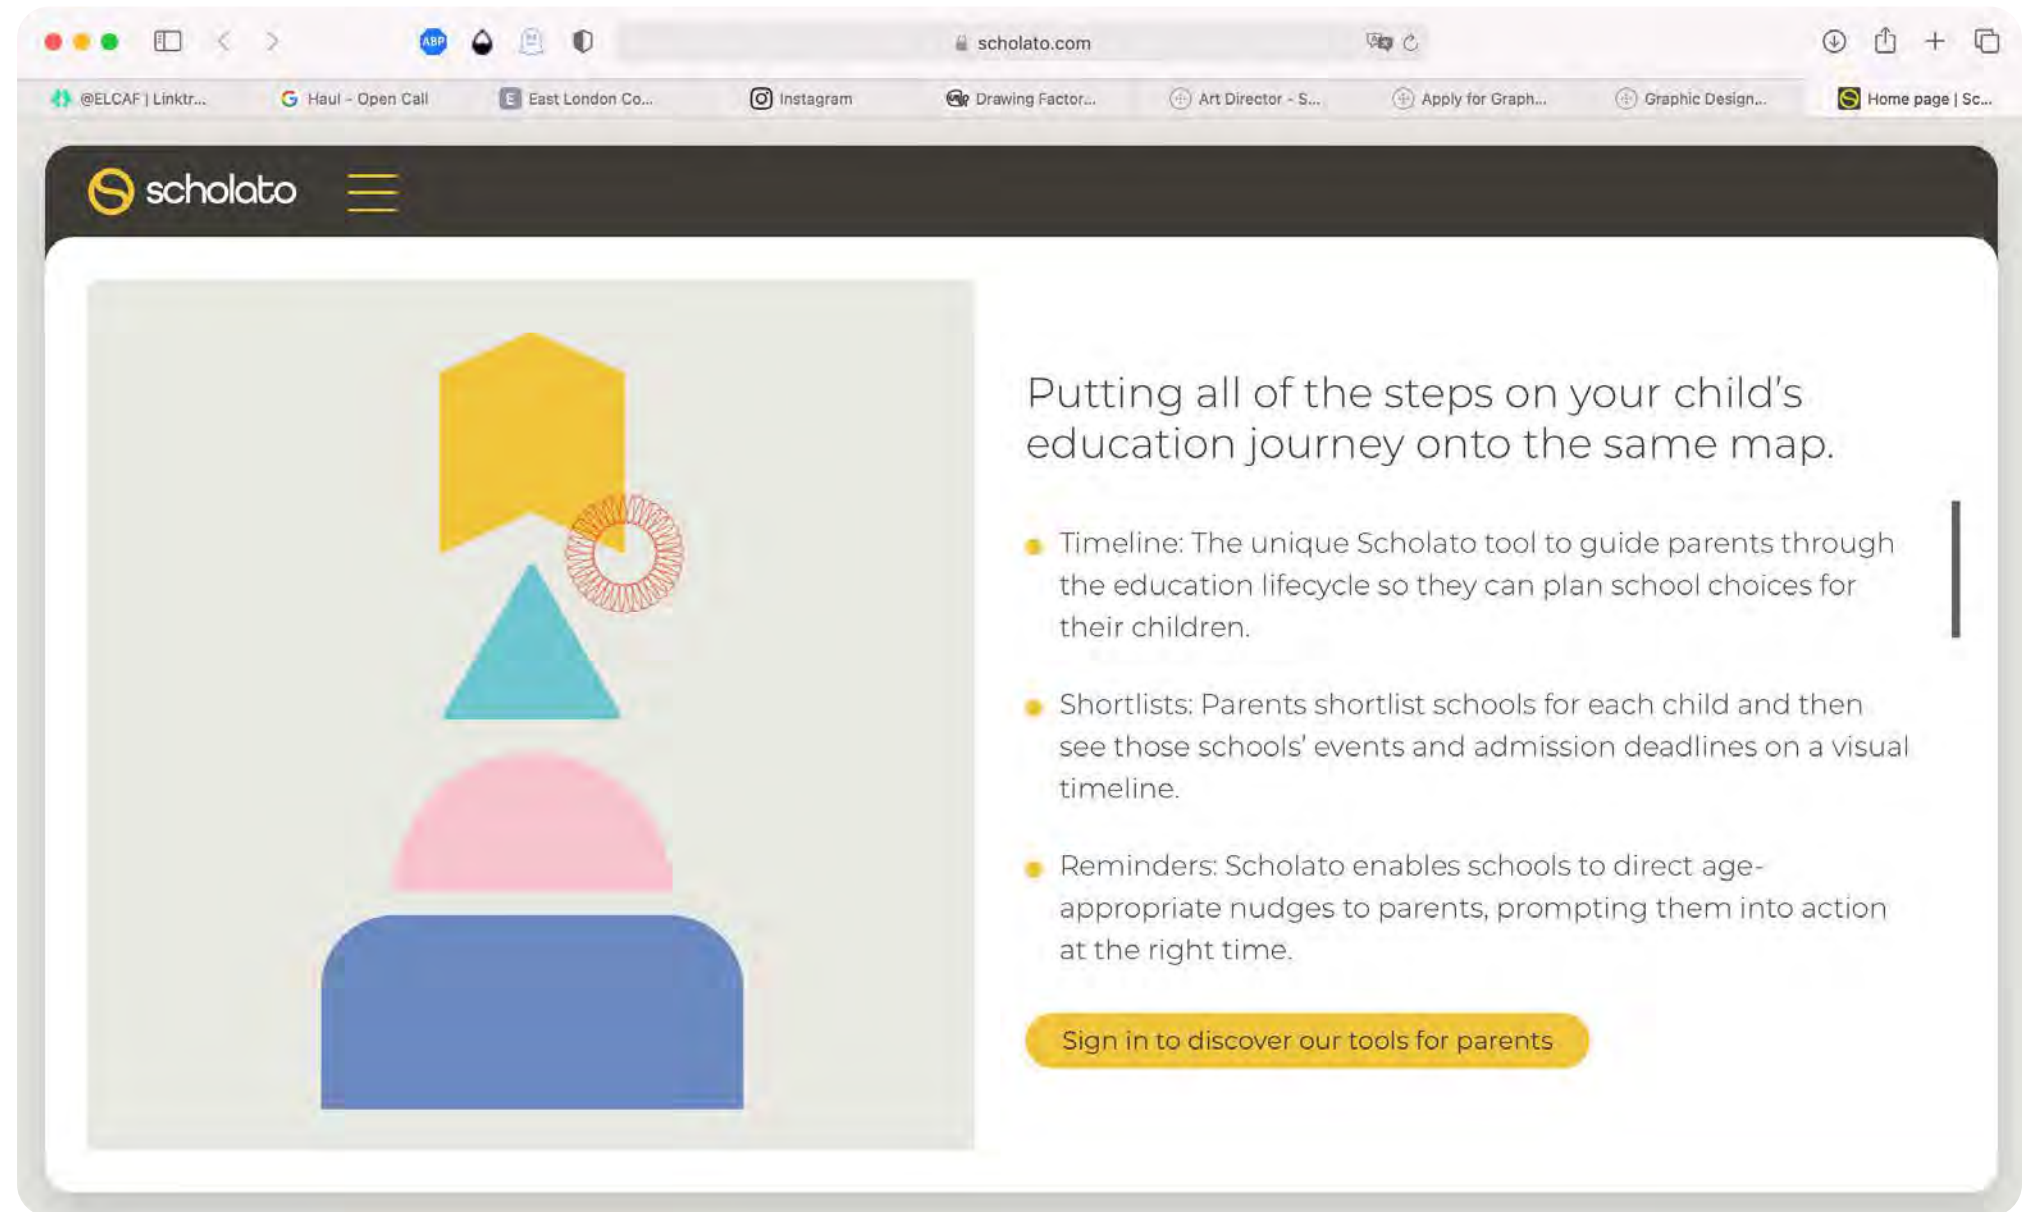 ABP
scholato.com
@ELCAF | Linktr...
Haul - Open Call
E
East London Co...
Instagram
Drawing Factor...
Art Director - S...
Apply for Graph...
Graphic Design...
Home page | Sc...
scholato
Putting all of the steps on your child's
education journey onto the same map.
Timeline: The unique Scholato tool to guide parents through
the education lifecycle so they can plan school choices for
their children.
Shortlists: Parents shortlist schools for each child and then
see those schools' events and admission deadlines on a visual
timeline.
Reminders: Scholato enables schools to direct age-
appropriate nudges to parents, prompting them into action
at the right time.
Sign in to discover our tools for parents